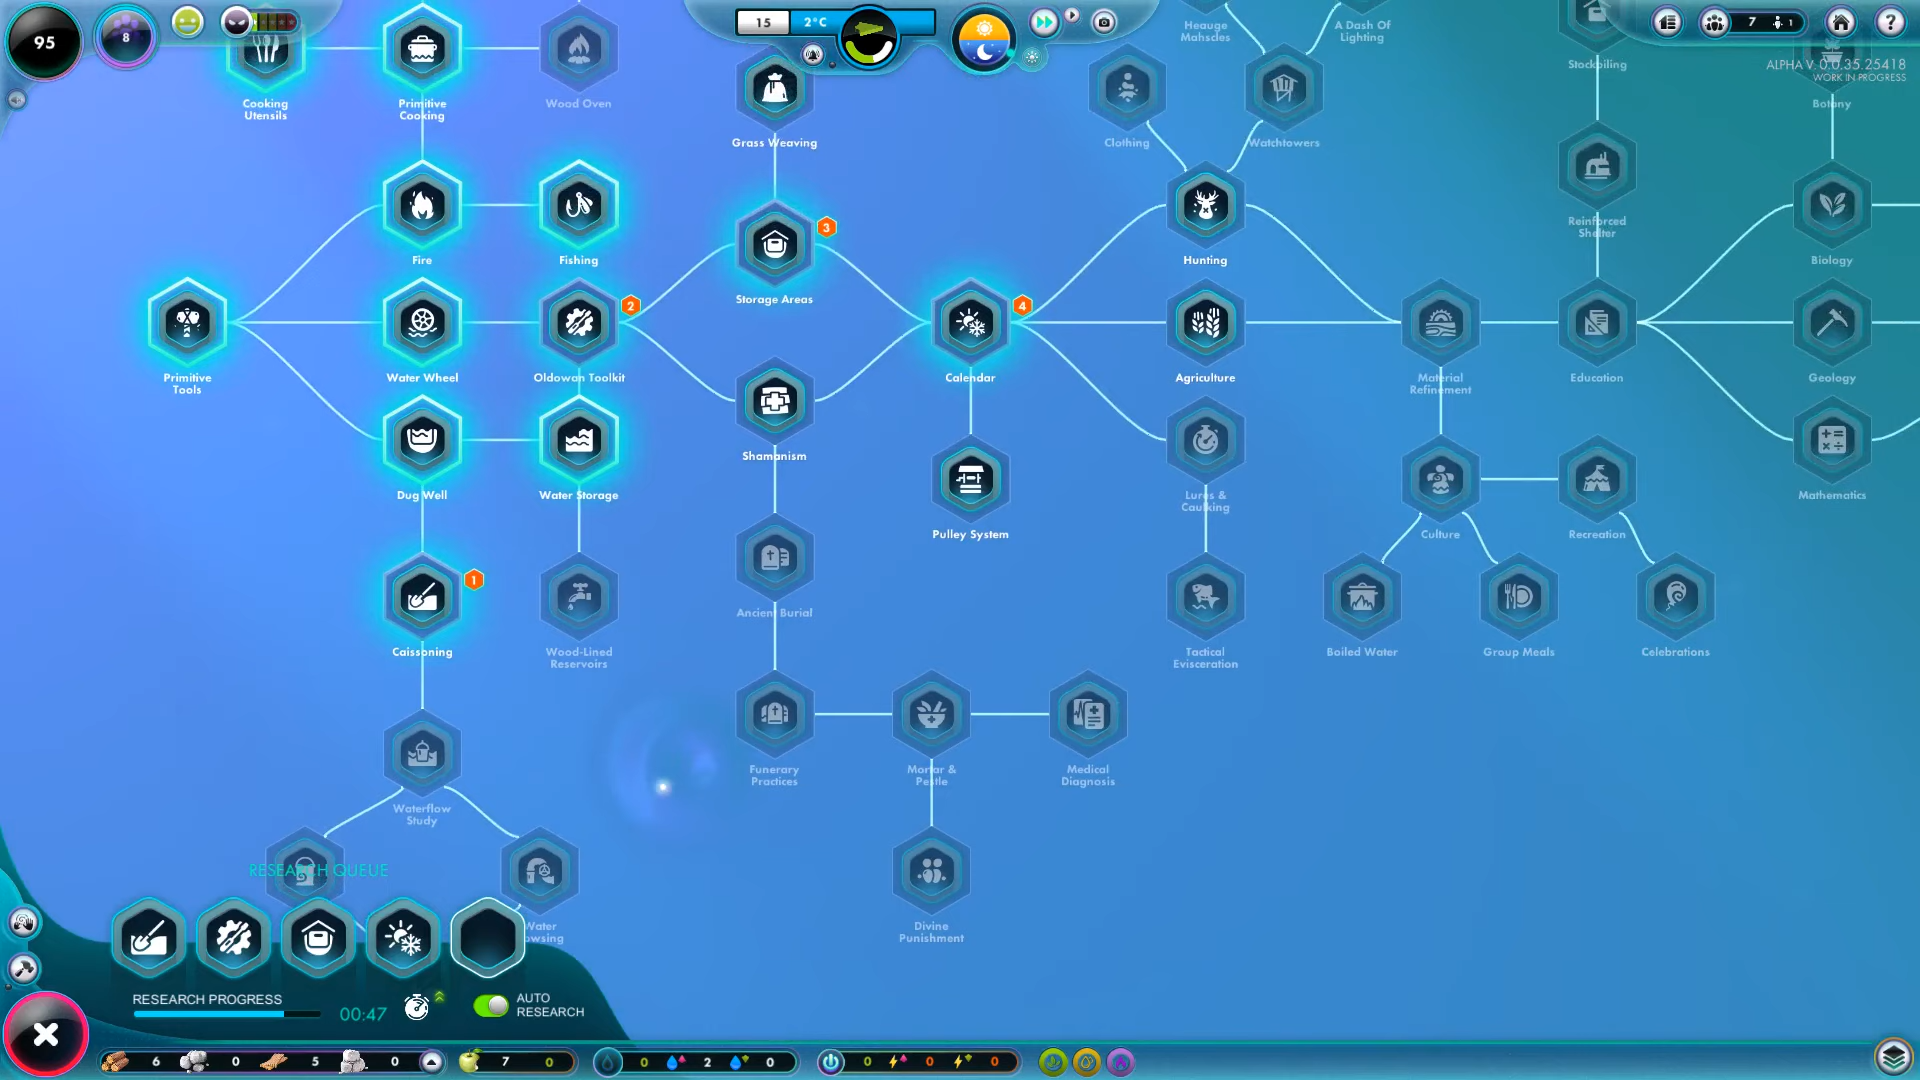 95
8
15
2°C
7
1
ALPHA V. 0.0.35.25418
WORK IN PROGRESS
Cooking
Utensils
Primitive
Cooking
Wood Oven
Grass Weaving
Clothing
Heauge
Mahscles
Watchtowers
A Dash Of
Lighting
Stockpiling
Botany
Fire
Fishing
3
Storage Areas
Hunting
Reinforced
Shelter
Biology
Primitive
Tools
Water Wheel
2
Oldowan Toolkit
4
Calendar
Agriculture
Material
Refinement
Education
Geology
Dug Well
Water Storage
Shamanism
Pulley System
Lures &
Caulking
Culture
Recreation
Mathematics
1
Caissoning
Wood-Lined
Reservoirs
Ancient Burial
Tactical
Evisceration
Boiled Water
Group Meals
Celebrations
Waterflow
Study
Funerary
Practices
Mortar &
Pestle
Medical
Diagnosis
Water
Divine
Punishment
RESEARCH QUEUE
RESEARCH PROGRESS
00:47
AUTO
RESEARCH
6
0
5
0
7
0
0
2
0
0
0
0